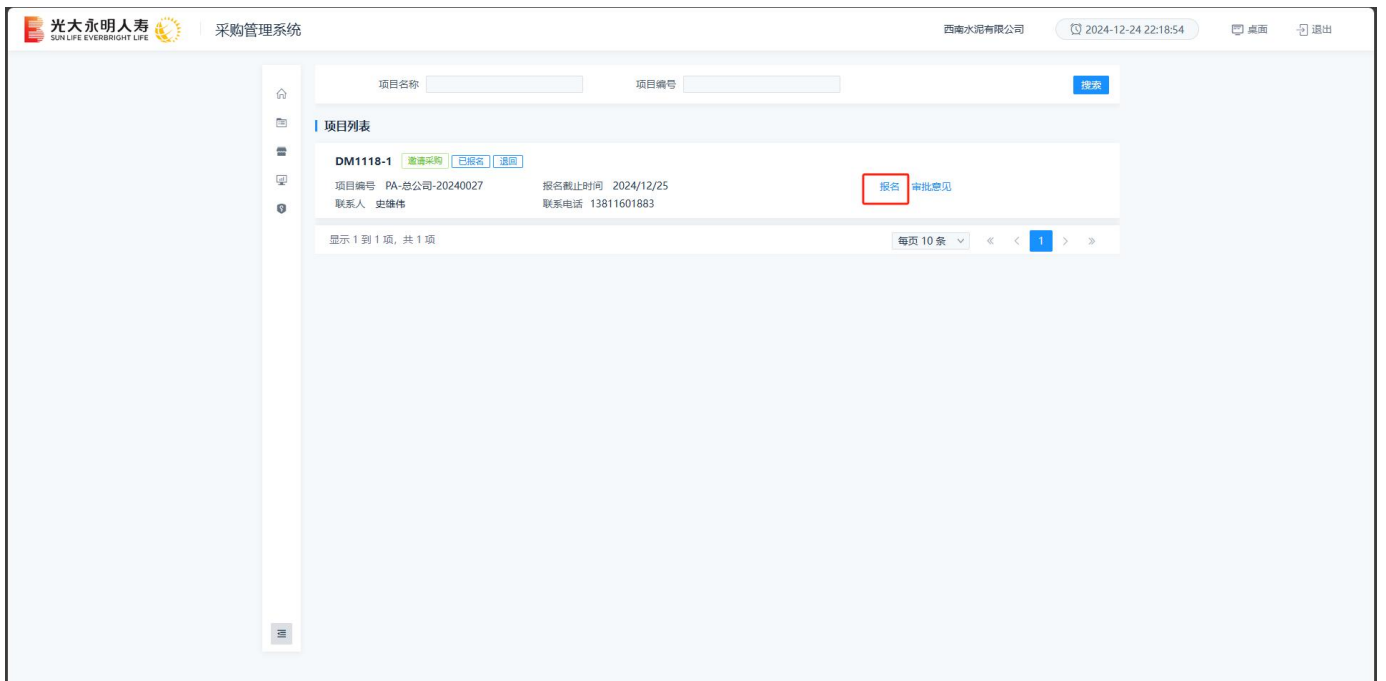 光大永明人寿
SUN LIFE EVERBRIGHT LIFE
采购管理系统
西南水泥有限公司
2024-12-24 22:18:54
桌面
退出
项目名称
项目编号
搜索
项目列表
DM1118-1 邀请采购 已报名 退回
项目编号 PA-总公司-20240027 报名截止时间 2024/12/25 报名 审批意见
联系人 史雄伟 联系电话 13811601883
显示 1 到 1 项, 共 1 项 每页 10 条 « < 1 > »